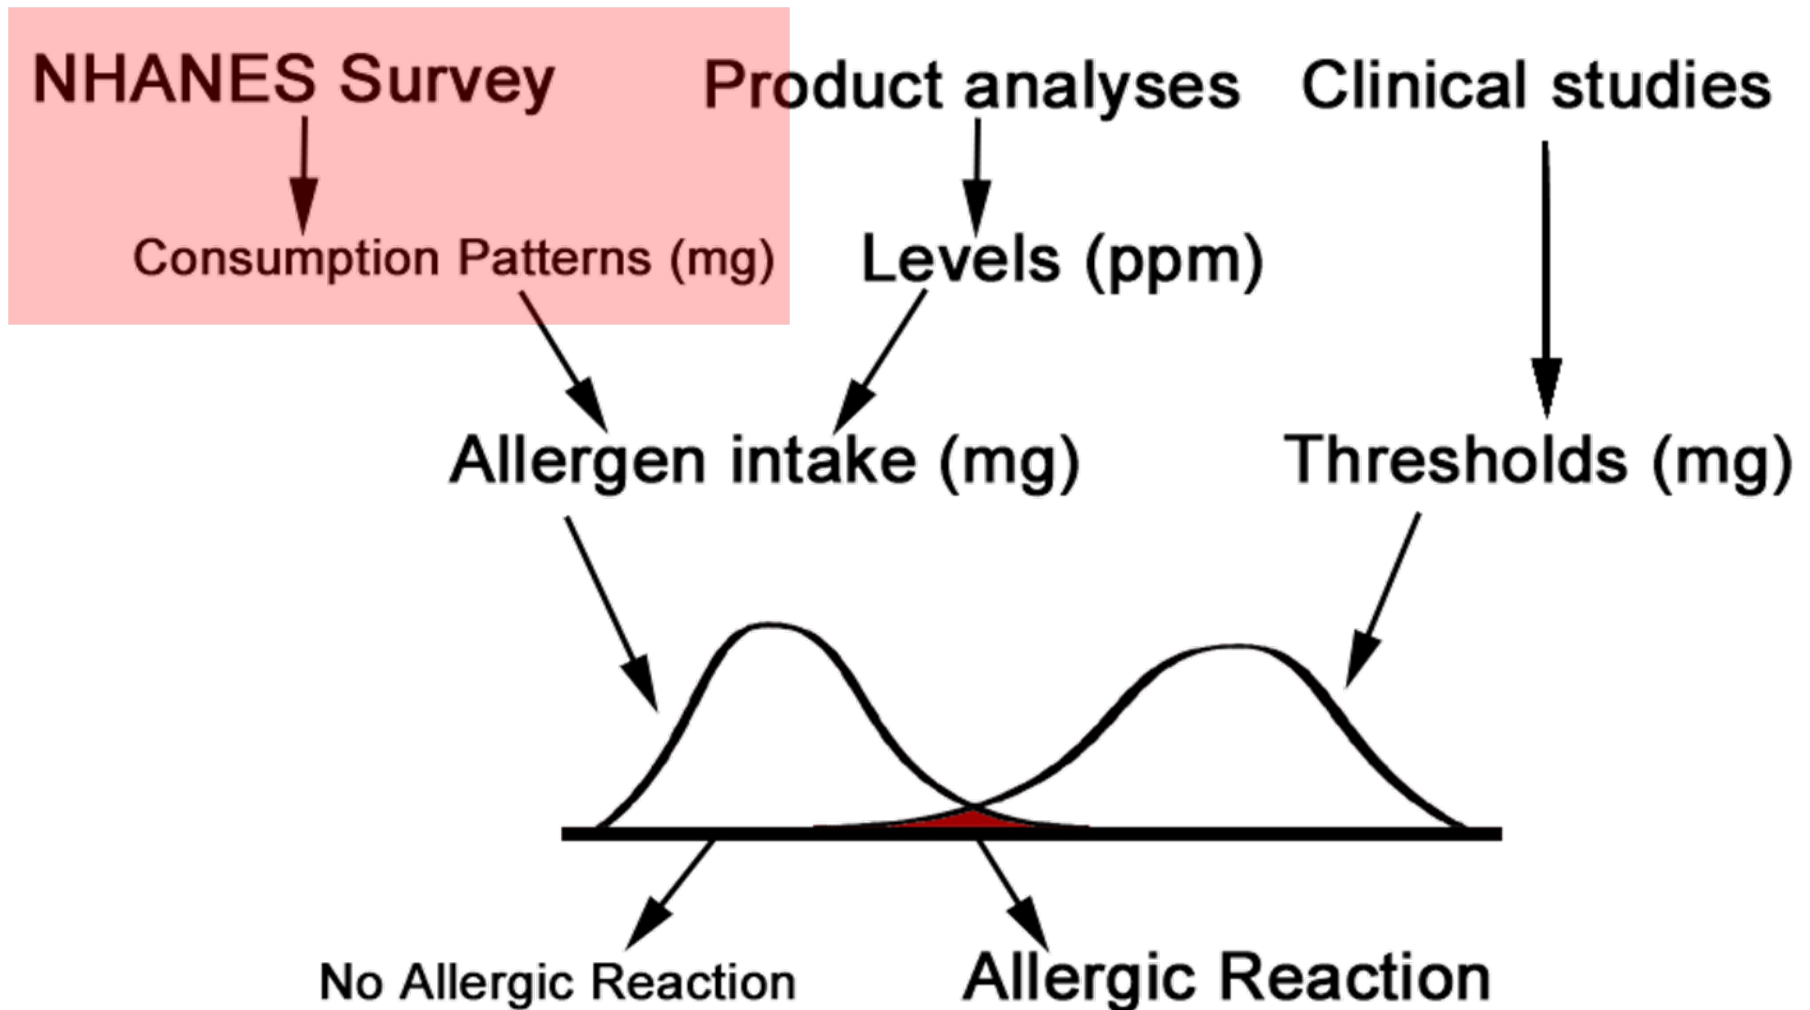 NHANES Survey
Product analyses
Clinical studies
Consumption Patterns (mg)
Levels (ppm)
Allergen intake (mg)
Thresholds (mg)
No Allergic Reaction
Allergic Reaction